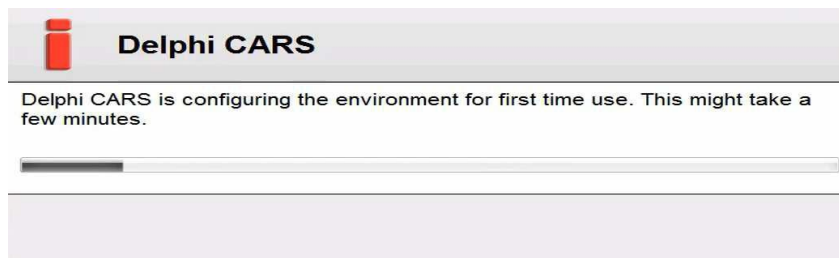 Delphi CARS
Delphi CARS is configuring the environment for first time use. This might take a
few minutes.